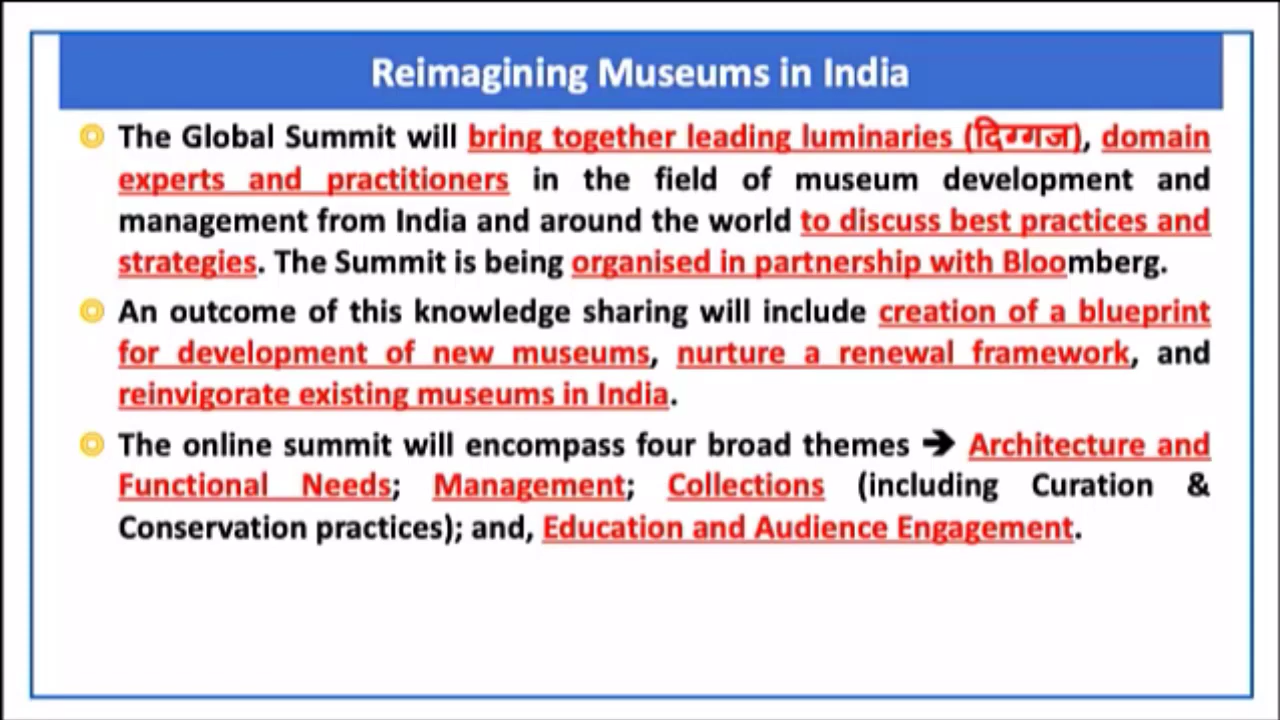 Reimagining Museums in India
The Global Summit will bring together leading luminaries (दिग्गज), domain
experts and practitioners in the field of museum development and
management from India and around the world to discuss best practices and
strategies. The Summit is being organised in partnership with Bloomberg.
An outcome of this knowledge sharing will include creation of a blueprint
for development of new museums, nurture a renewal framework, and
reinvigorate existing museums in India.
The online summit will encompass four broad themes ➔ Architecture and
Functional Needs; Management; Collections (including Curation &
Conservation practices); and, Education and Audience Engagement.